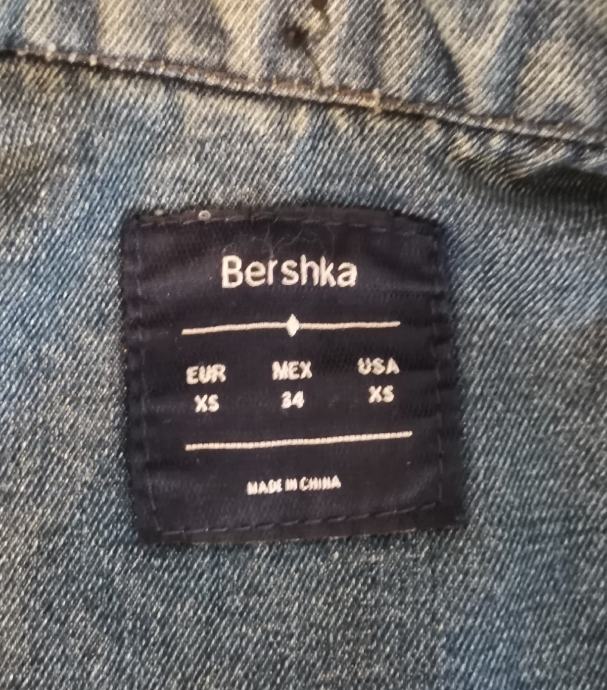 Bershka
EUR MEX USA
XS 34 XS
MADE IN CHINA